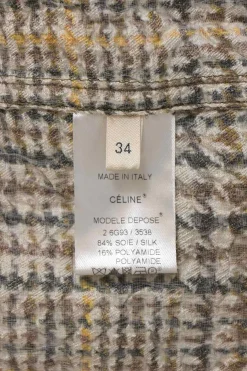 34
MADE IN ITALY
CÉLINE®
MODELE DEPOSE®
2 6G93 / 3538
84% SOIE / SILK
16% POLYAMIDE
POLYAMIDE